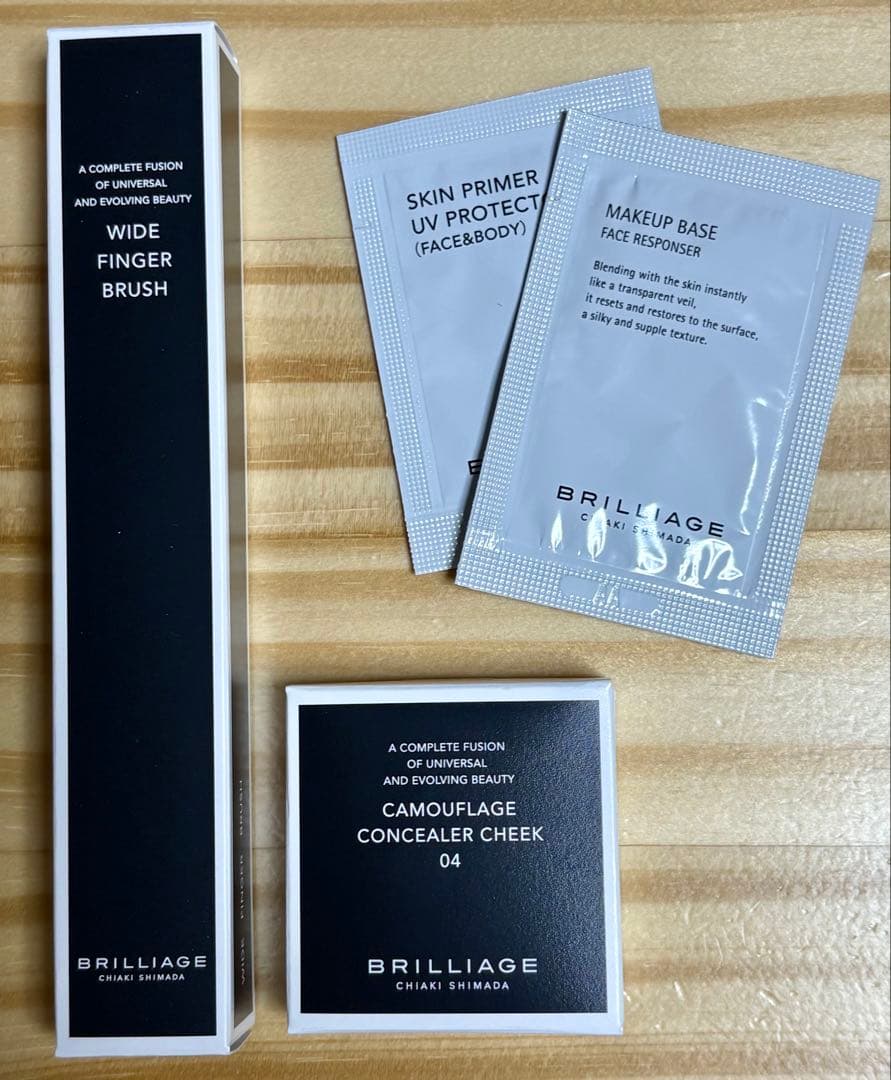 A COMPLETE FUSION
OF UNIVERSAL
AND EVOLVING BEAUTY
WIDE
FINGER
BRUSH
BRILLIAGE
CHIAKI SHIMADA
WIDE FINGER BRUSH
SKIN PRIMER
UV PROTECT
(FACE&BODY)
MAKEUP BASE
FACE RESPONSER
Blending with the skin instantly
like a transparent veil,
it resets and restores to the surface,
a silky and supple texture.
BRILLIAGE
CHIAKI SHIMADA
A COMPLETE FUSION
OF UNIVERSAL
AND EVOLVING BEAUTY
CAMOUFLAGE
CONCEALER CHEEK
04
BRILLIAGE
CHIAKI SHIMADA